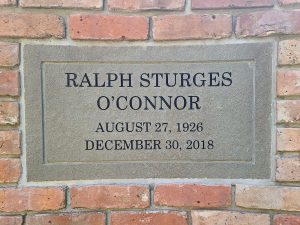 RALPH STURGES
O'CONNOR
AUGUST 27, 1926
DECEMBER 30, 2018